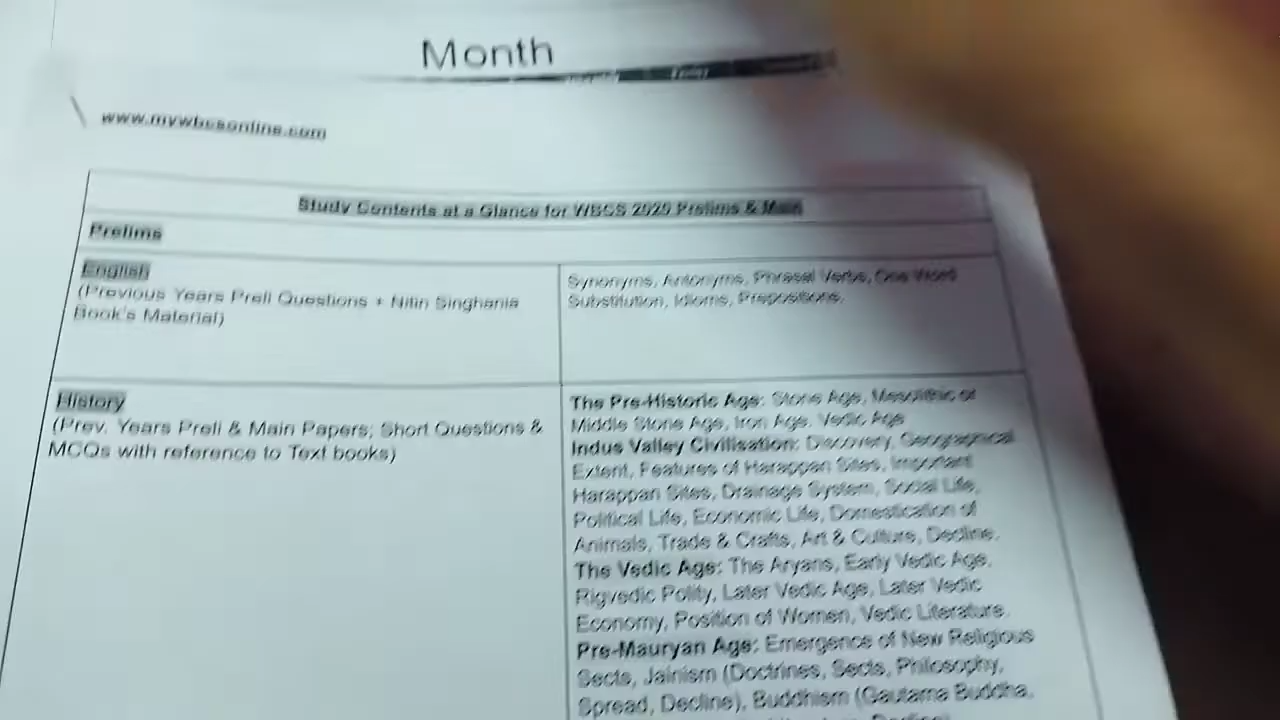 Month
Today
www.mywbcsonline.com
Study Contents at a Glance for WBCS 2020 Prelims & Main
Prelims
English
(Previous Years Preli Questions + Nitin Singhania
Book's Material)
Synonyms, Antonyms, Phrasal Verbs, One Word
Substitution, Idioms, Prepositions.
History
(Prev. Years Preli & Main Papers; Short Questions &
MCQs with reference to Text books)
The Pre-Historic Age: Stone Age, Mesolithic or
Middle Stone Age, Iron Age, Vedic Age
Indus Valley Civilisation: Discovery, Geographical
Extent, Features of Harappan Sites, Important
Harappan Sites, Drainage System, Social Life,
Political Life, Economic Life, Domestication of
Animals, Trade & Crafts, Art & Culture, Decline.
The Vedic Age: The Aryans, Early Vedic Age,
Rigvedic Polity, Later Vedic Age, Later Vedic
Economy, Position of Women, Vedic Literature.
Pre-Mauryan Age: Emergence of New Religious
Sects, Jainism (Doctrines, Sects, Philosophy,
Spread, Decline), Buddhism (Gautama Buddha,